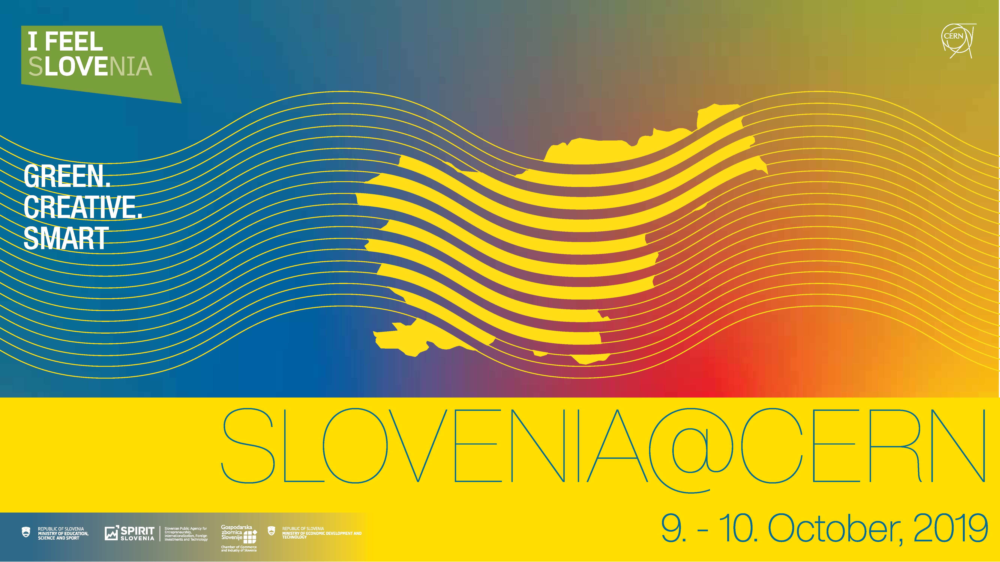 I FEEL
SLOVENIA
CERN
GREEN.
CREATIVE.
SMART
SLOVENIA@CERN
9. - 10. October, 2019
REPUBLIC OF SLOVENIA
MINISTRY OF EDUCATION,
SCIENCE AND SPORT
SPIRIT
SLOVENIA
Slovenian Public Agency for
Entrepreneurship,
Internationalization, Foreign
Investments and Technology
Gospodarska
zbornica
Slovenije
Chamber of Commerce
and Industry of Slovenia
REPUBLIC OF SLOVENIA
MINISTRY OF ECONOMIC DEVELOPMENT AND
TECHNOLOGY